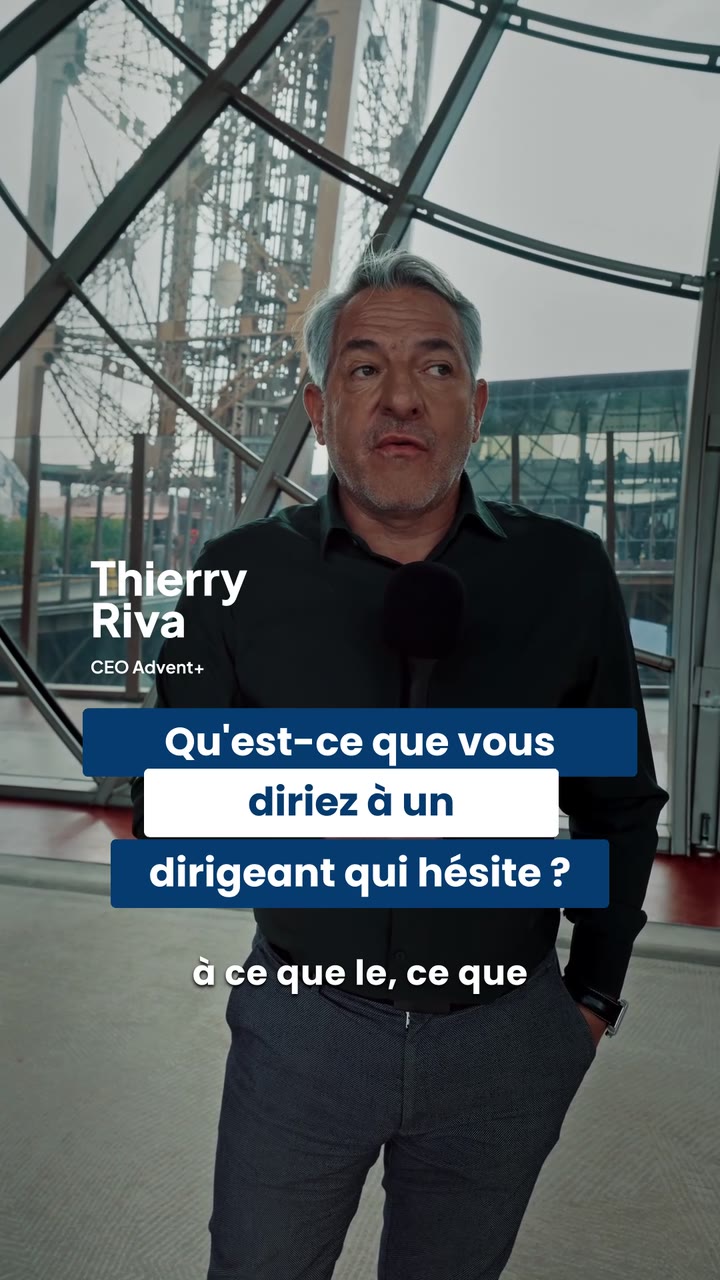 Thierry
Riva
CEO Advent+
Qu'est-ce que vous
diriez à un
dirigeant qui hésite ?
à ce que le, ce que